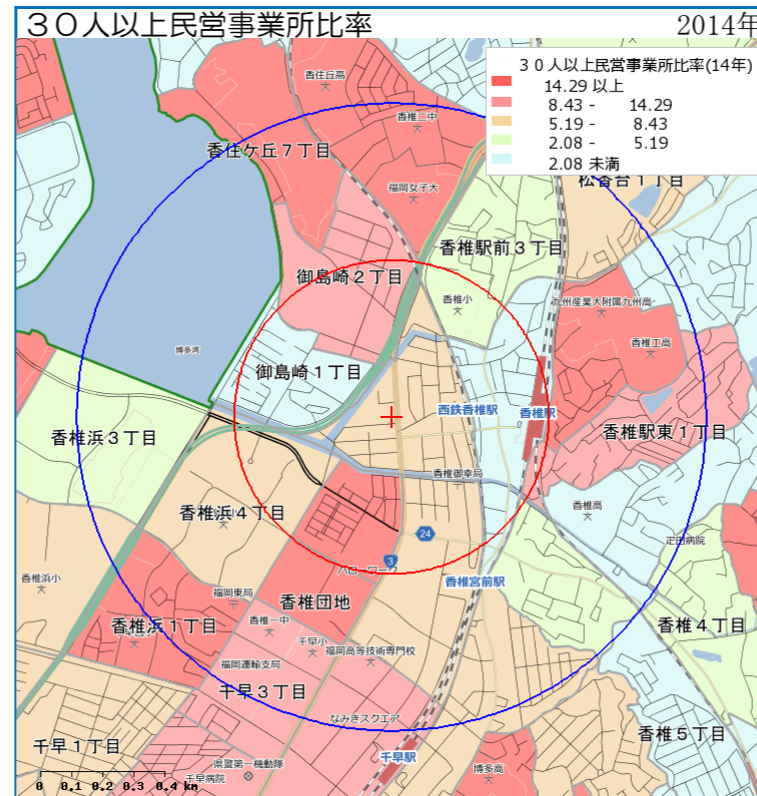 ３０人以上民営事業所比率
2014年
３０人以上民営事業所比率(14年)
14.29 以上
8.43 - 14.29
5.19 - 8.43
2.08 - 5.19
2.08 未満
香住丘高
香椎二中
香住ケ丘７丁目
福岡女子大
松香台１丁目
香椎駅前３丁目
御島崎２丁目
香椎小
九州産業大附属九州高
香椎工高
博多湾
御島崎１丁目
西鉄香椎駅
香椎駅
香椎駅東１丁目
香椎浜３丁目
香椎御幸局
香椎浜４丁目
香椎高
24
疋田病院
3
ハローワーク
香椎浜小
香椎宮前駅
福岡東局
香椎団地
香椎浜１丁目
香椎一中
千早小
香椎４丁目
福岡高等技術専門校
福岡運輸支局
千早３丁目
なみきスクエア
香椎５丁目
千早１丁目
千早駅
県警第一機動隊
博多高
千早病院
0 0.1 0.2 0.3 0.4 km